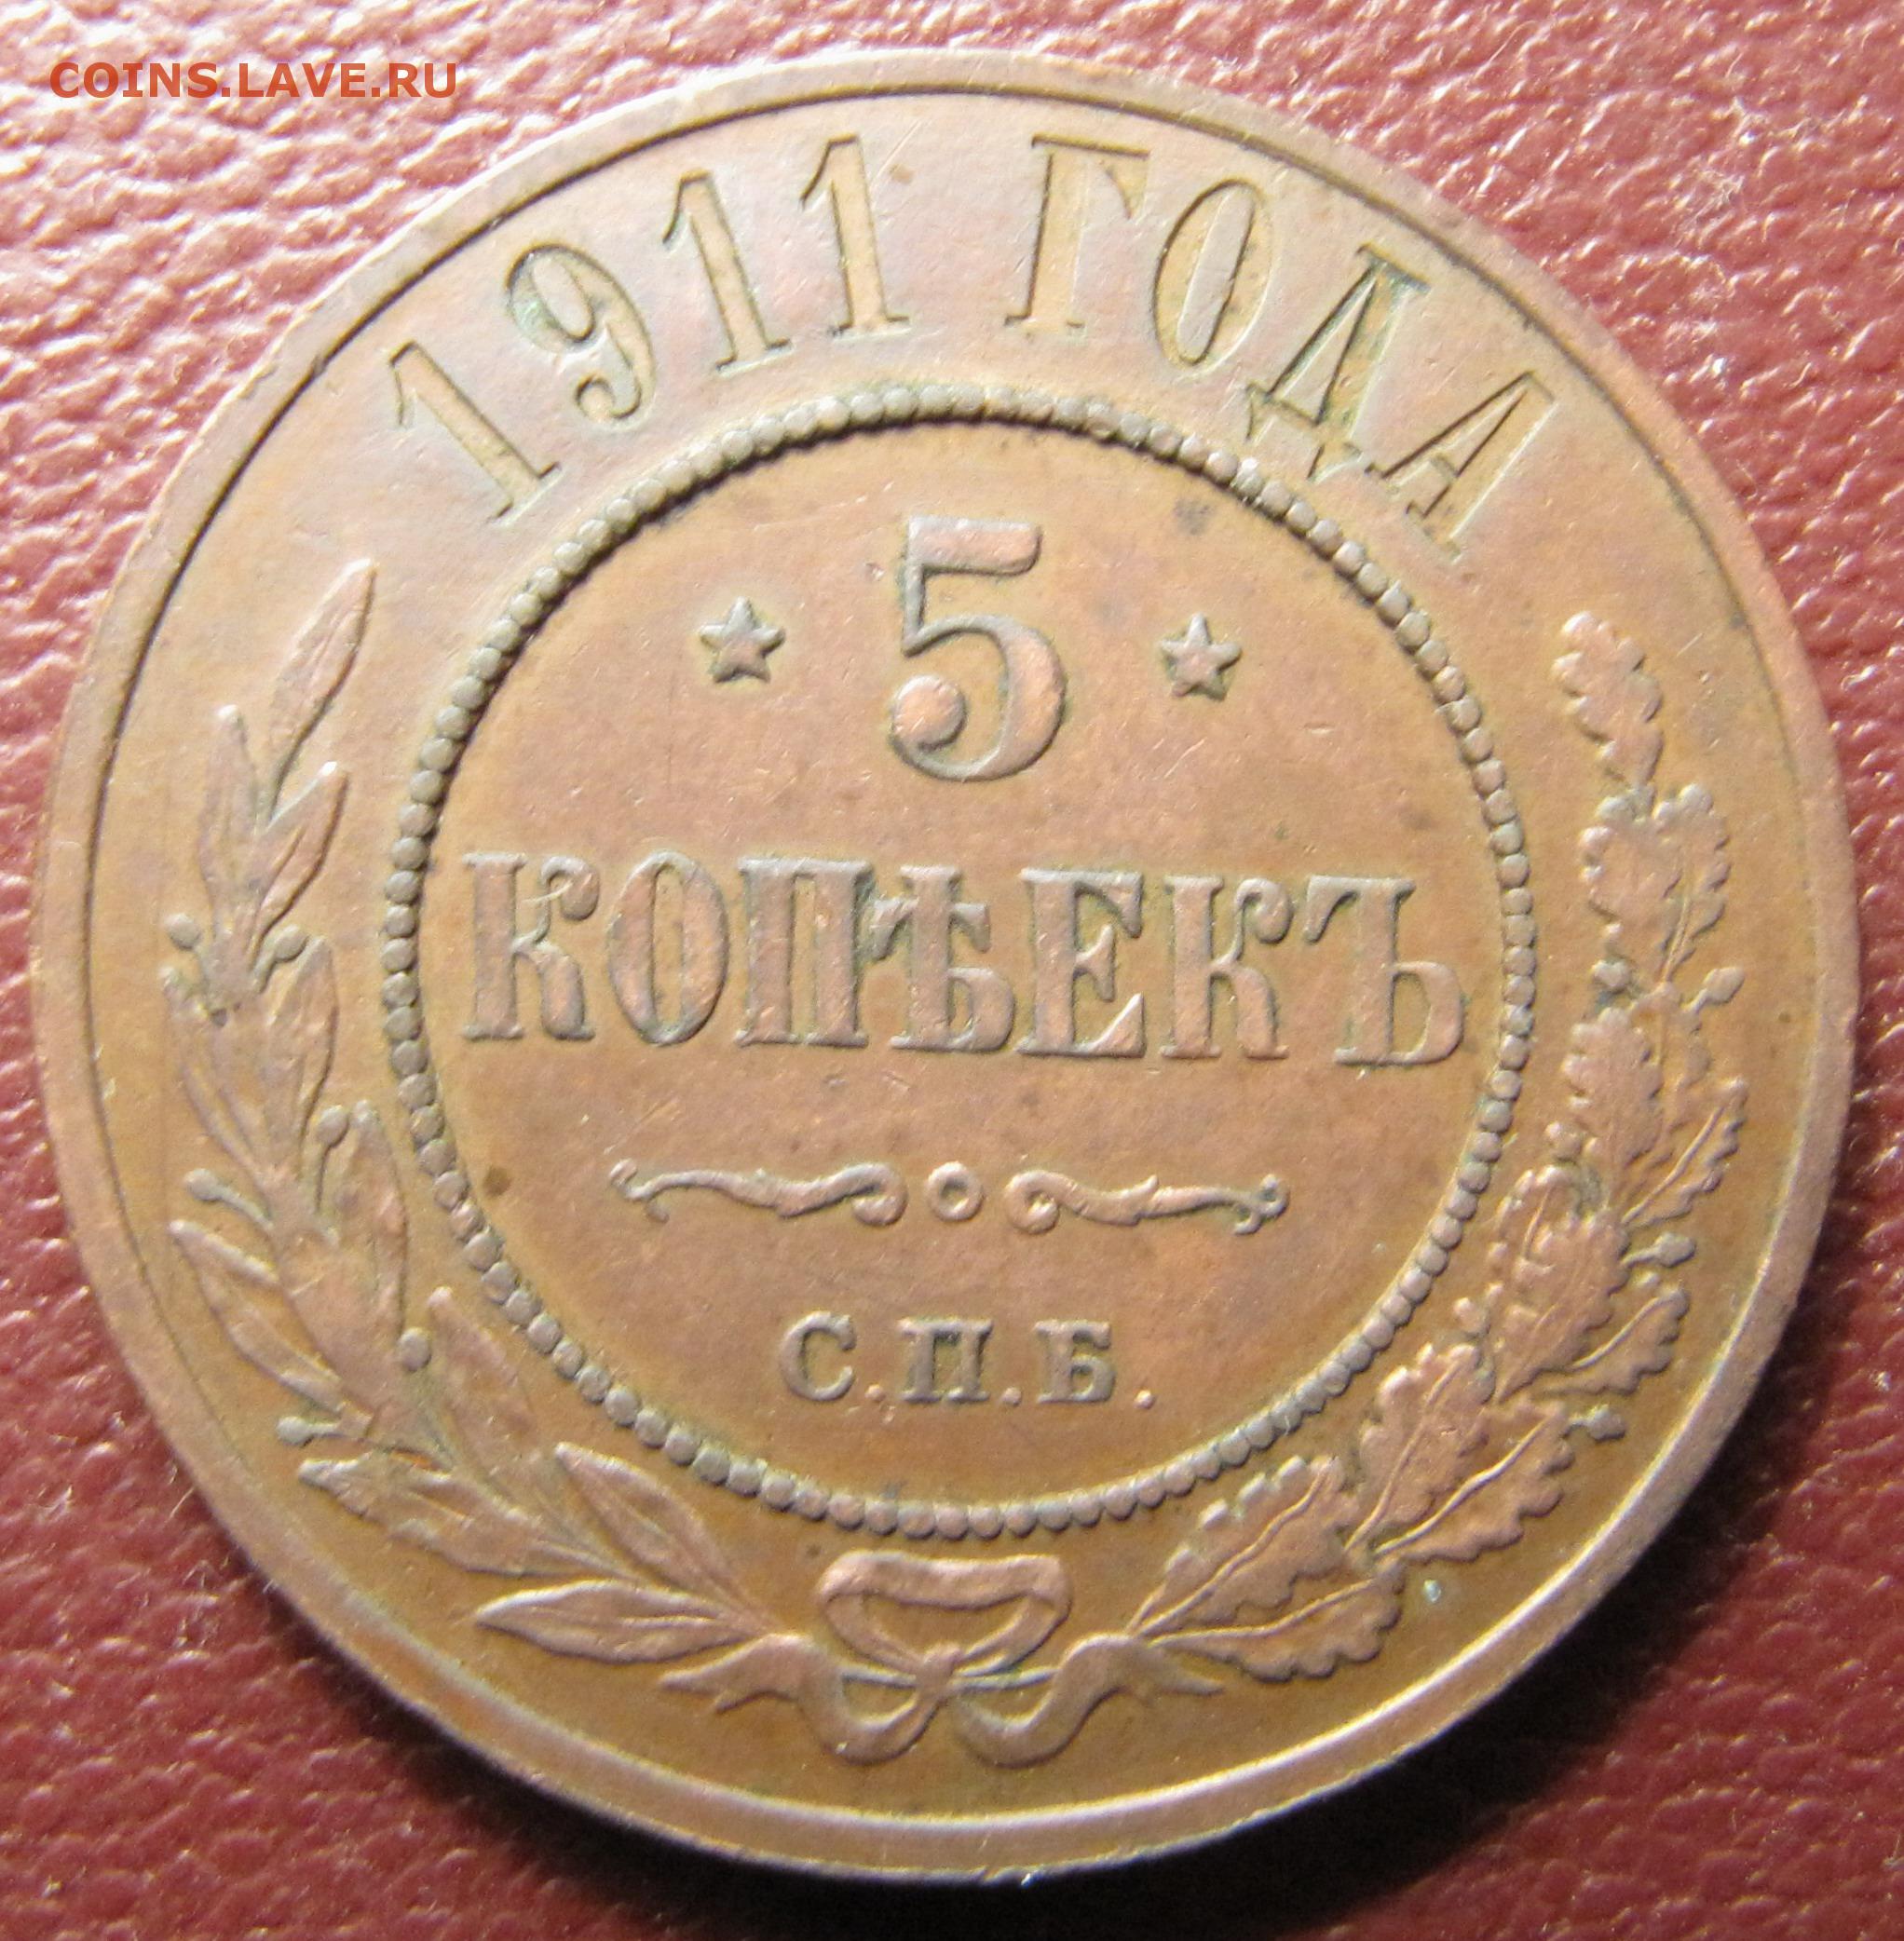 COINS.LAVE.RU
1911 ГОДА
5
КОПѢЕКЪ
С.П.Б.